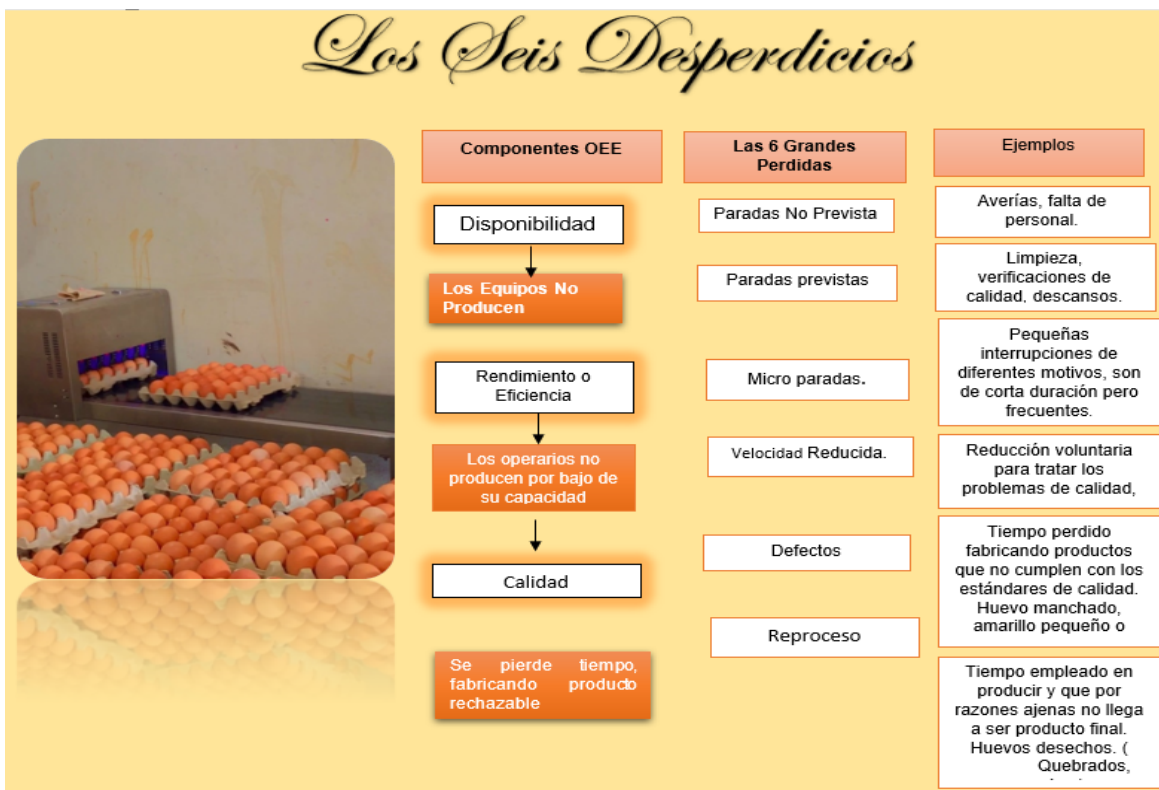 Los Seis Desperdicios
Componentes OEE
Las 6 Grandes
Perdidas
Ejemplos
Disponibilidad
Paradas No Prevista
Averías, falta de
personal.
Los Equipos No
Producen
Paradas previstas
Limpieza,
verificaciones de
calidad, descansos.
Rendimiento o
Eficiencia
Micro paradas.
Pequeñas
interrupciones de
diferentes motivos, son
de corta duración pero
frecuentes.
Los operarios no
producen por bajo de
su capacidad
Velocidad Reducida.
Reducción voluntaria
para tratar los
problemas de calidad,
Calidad
Defectos
Tiempo perdido
fabricando productos
que no cumplen con los
estándares de calidad.
Huevo manchado,
amarillo pequeño o
Se pierde tiempo,
fabricando producto
rechazable
Reproceso
Tiempo empleado en
producir y que por
razones ajenas no llega
a ser producto final.
Huevos desechos. (
Quebrados,